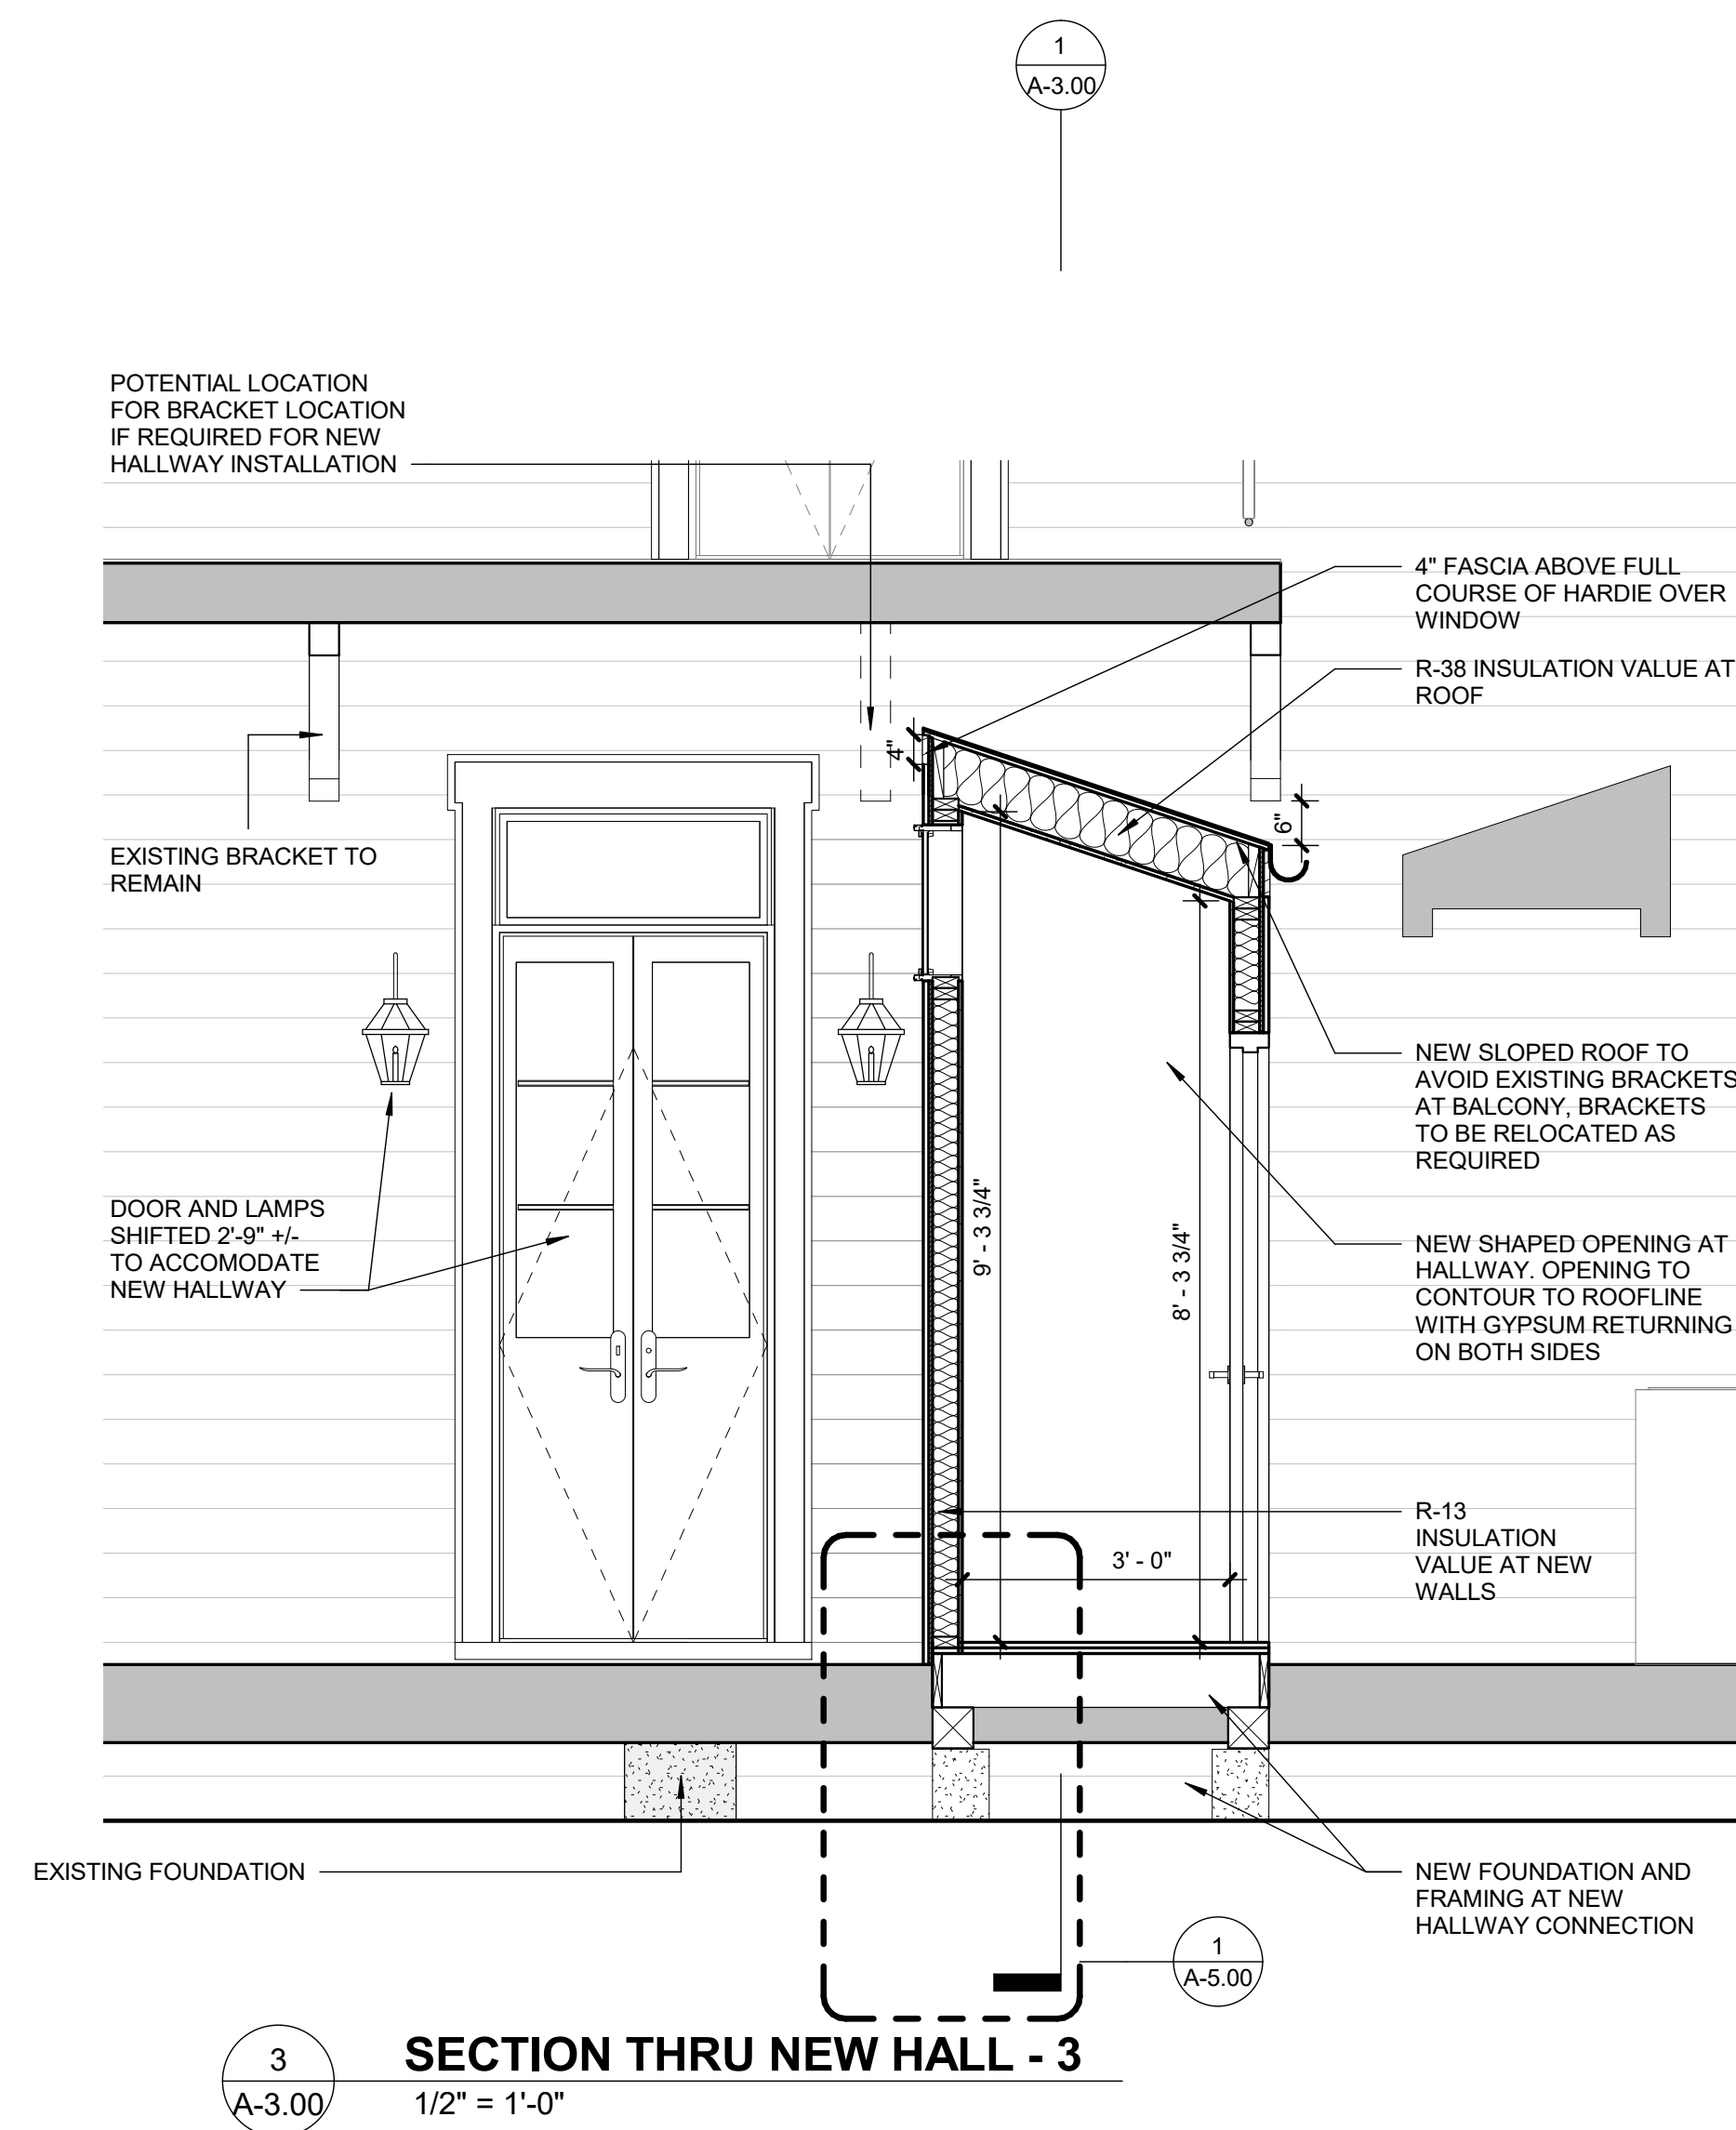 1
A-3.00
POTENTIAL LOCATION
FOR BRACKET LOCATION
IF REQUIRED FOR NEW
HALLWAY INSTALLATION
4" FASCIA ABOVE FULL
COURSE OF HARDIE OVER
WINDOW
R-38 INSULATION VALUE AT
ROOF
4"
6"
EXISTING BRACKET TO
REMAIN
NEW SLOPED ROOF TO
AVOID EXISTING BRACKETS
AT BALCONY, BRACKETS
TO BE RELOCATED AS
REQUIRED
DOOR AND LAMPS
SHIFTED 2'-9" +/-
TO ACCOMODATE
NEW HALLWAY
9' - 3 3/4"
8' - 3 3/4"
NEW SHAPED OPENING AT
HALLWAY. OPENING TO
CONTOUR TO ROOFLINE
WITH GYPSUM RETURNING
ON BOTH SIDES
R-13
INSULATION
VALUE AT NEW
WALLS
3' - 0"
EXISTING FOUNDATION
NEW FOUNDATION AND
FRAMING AT NEW
HALLWAY CONNECTION
1
A-5.00
3
A-3.00
SECTION THRU NEW HALL - 3
1/2" = 1'-0"